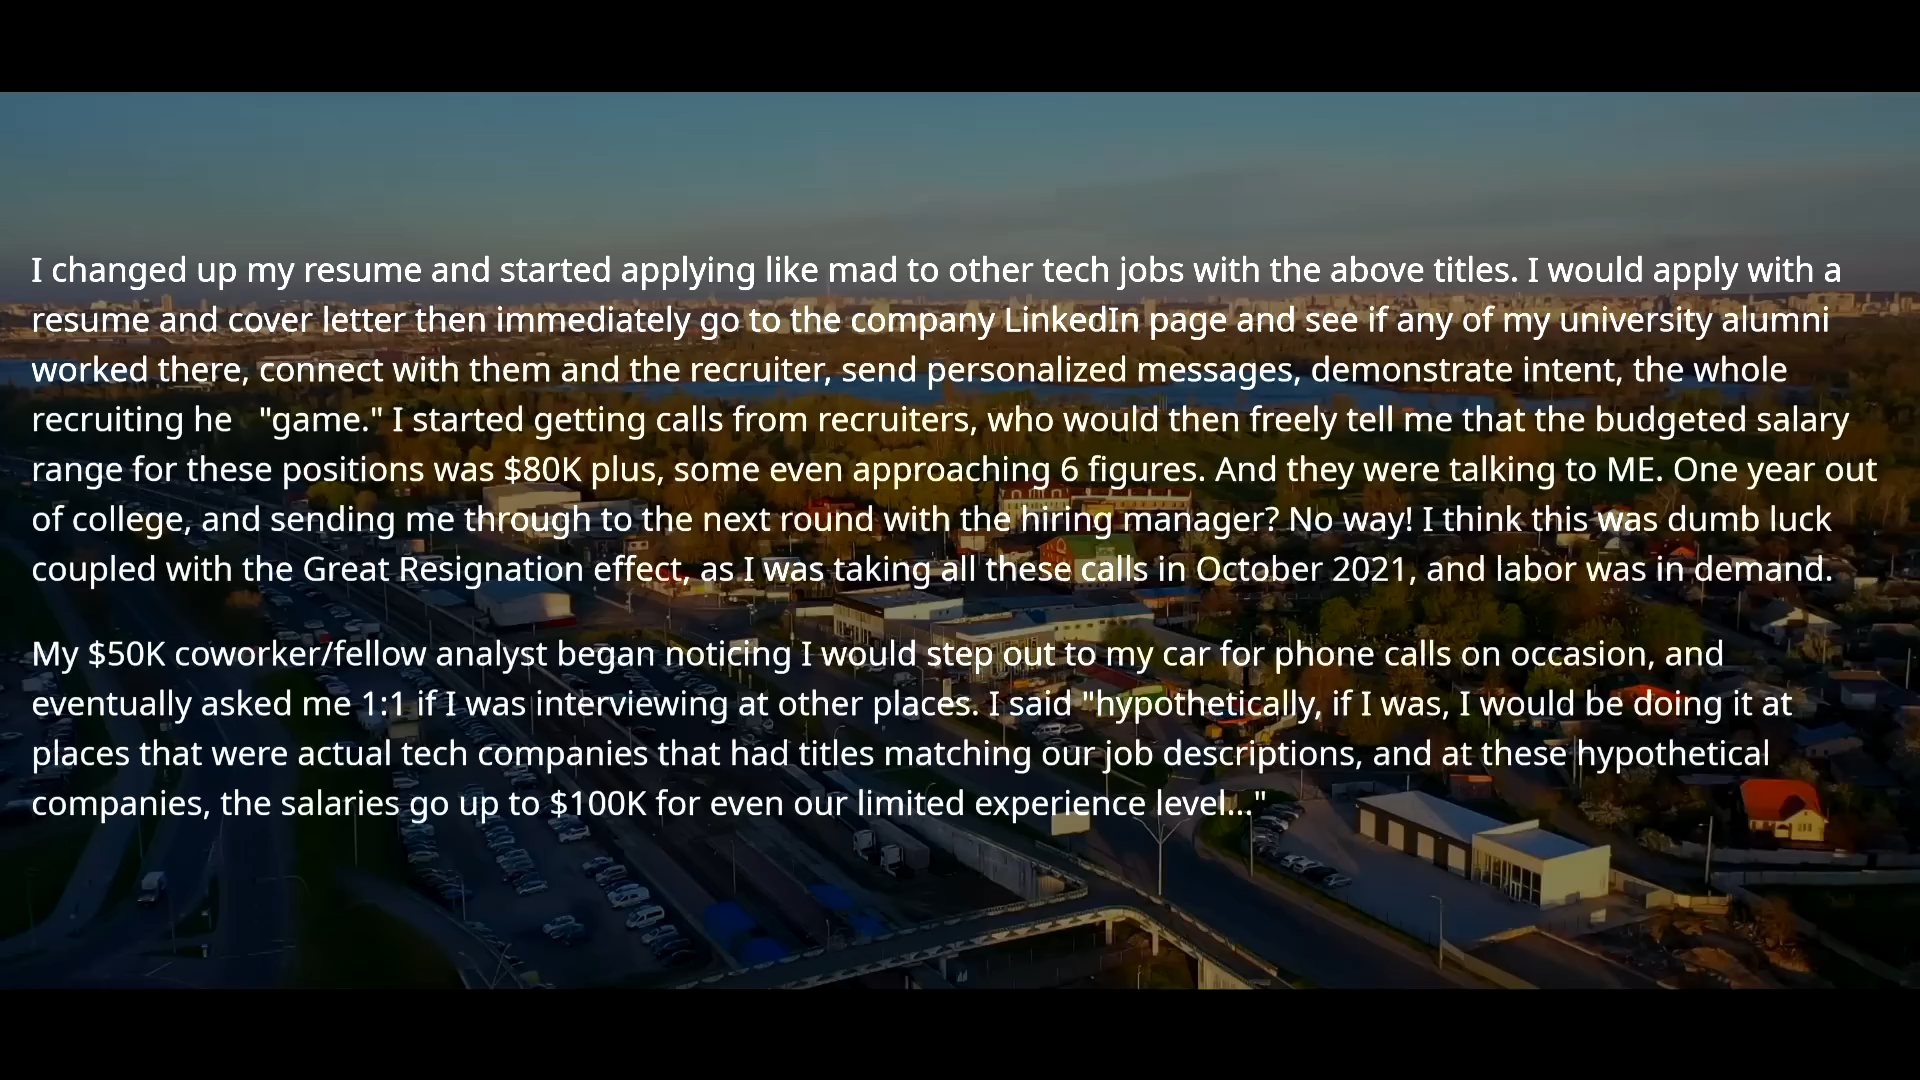 I changed up my resume and started applying like mad to other tech jobs with the above titles. I would apply with a
resume and cover letter then immediately go to the company LinkedIn page and see if any of my university alumni
worked there, connect with them and the recruiter, send personalized messages, demonstrate intent, the whole
recruiting he "game." I started getting calls from recruiters, who would then freely tell me that the budgeted salary
range for these positions was $80K plus, some even approaching 6 figures. And they were talking to ME. One year out
of college, and sending me through to the next round with the hiring manager? No way! I think this was dumb luck
coupled with the Great Resignation effect, as I was taking all these calls in October 2021, and labor was in demand.
My $50K coworker/fellow analyst began noticing I would step out to my car for phone calls on occasion, and
eventually asked me 1:1 if I was interviewing at other places. I said "hypothetically, if I was, I would be doing it at
places that were actual tech companies that had titles matching our job descriptions, and at these hypothetical
companies, the salaries go up to $100K for even our limited experience level..."